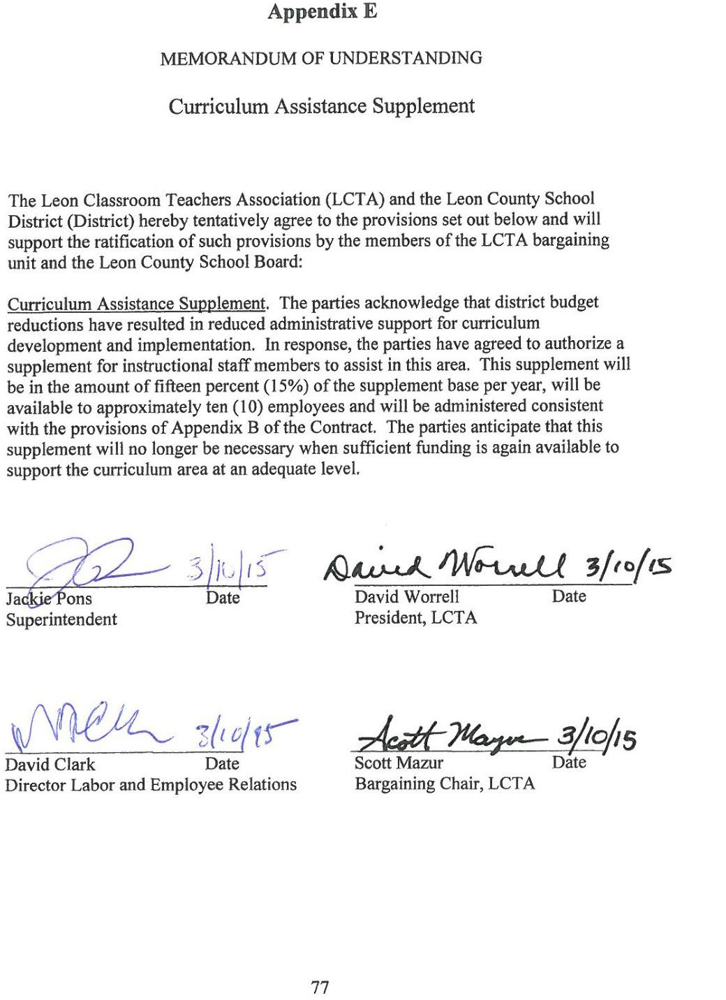 Appendix E
MEMORANDUM OF UNDERSTANDING
Curriculum Assistance Supplement
The Leon Classroom Teachers Association (LCTA) and the Leon County School
District (District) hereby tentatively agree to the provisions set out below and will
support the ratification of such provisions by the members of the LCTA bargaining
unit and the Leon County School Board:
Curriculum Assistance Supplement. The parties acknowledge that district budget
reductions have resulted in reduced administrative support for curriculum
development and implementation. In response, the parties have agreed to authorize a
supplement for instructional staff members to assist in this area. This supplement will
be in the amount of fifteen percent (15%) of the supplement base per year, will be
available to approximately ten (10) employees and will be administered consistent
with the provisions of Appendix B of the Contract. The parties anticipate that this
supplement will no longer be necessary when sufficient funding is again available to
support the curriculum area at an adequate level.
3/10/15
David Worrell 3/10/15
Jackie Pons Date
David Worrell Date
Superintendent
President, LCTA
3/10/15
Scott Mazur 3/10/15
David Clark Date
Scott Mazur Date
Director Labor and Employee Relations
Bargaining Chair, LCTA
77